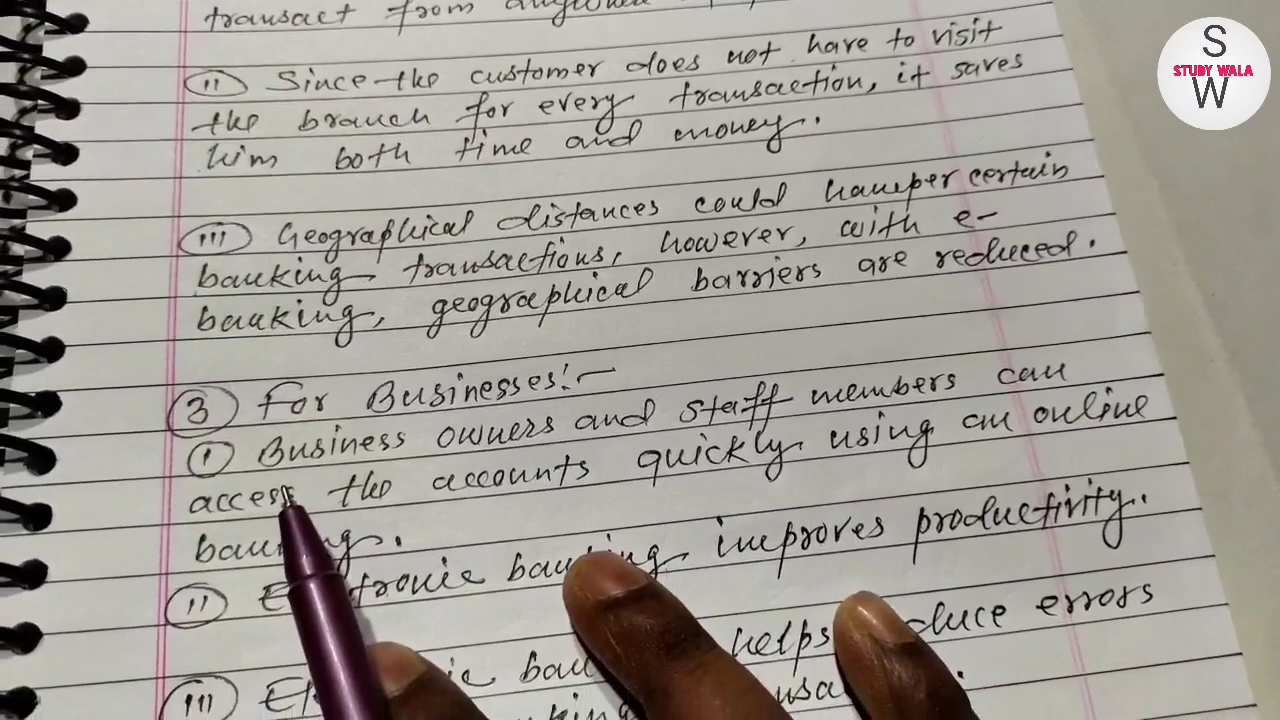 transact from
(ii) Since the customer does not have to visit
the branch for every transaction, it saves
him both time and money.
(iii) Geographical distances could hamper certain
banking transactions, however, with e-
banking, geographical barriers are reduced.
(3) For Businesses:-
(i) Business owners and staff members can
access the accounts quickly using an online
banking.
(ii) Electronic banking improves productivity.
(iii) helps reduce errors
S
STUDY WALA
W